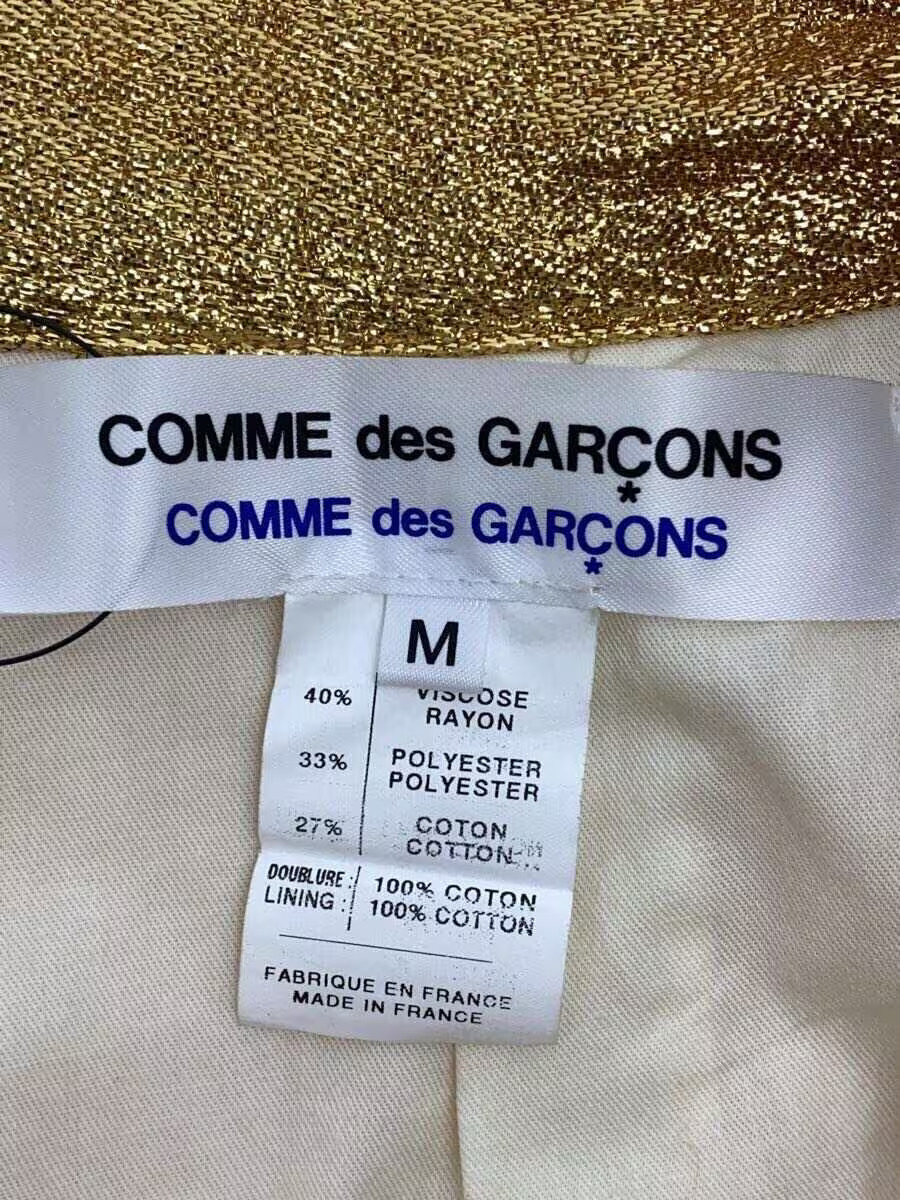 COMME des GARÇONS
*
COMME des GARÇONS
*
M
40% VISCOSE
RAYON
33% POLYESTER
POLYESTER
27% COTON
COTTON
DOUBLURE : 100% COTON
LINING : 100% COTTON
FABRIQUE EN FRANCE
MADE IN FRANCE